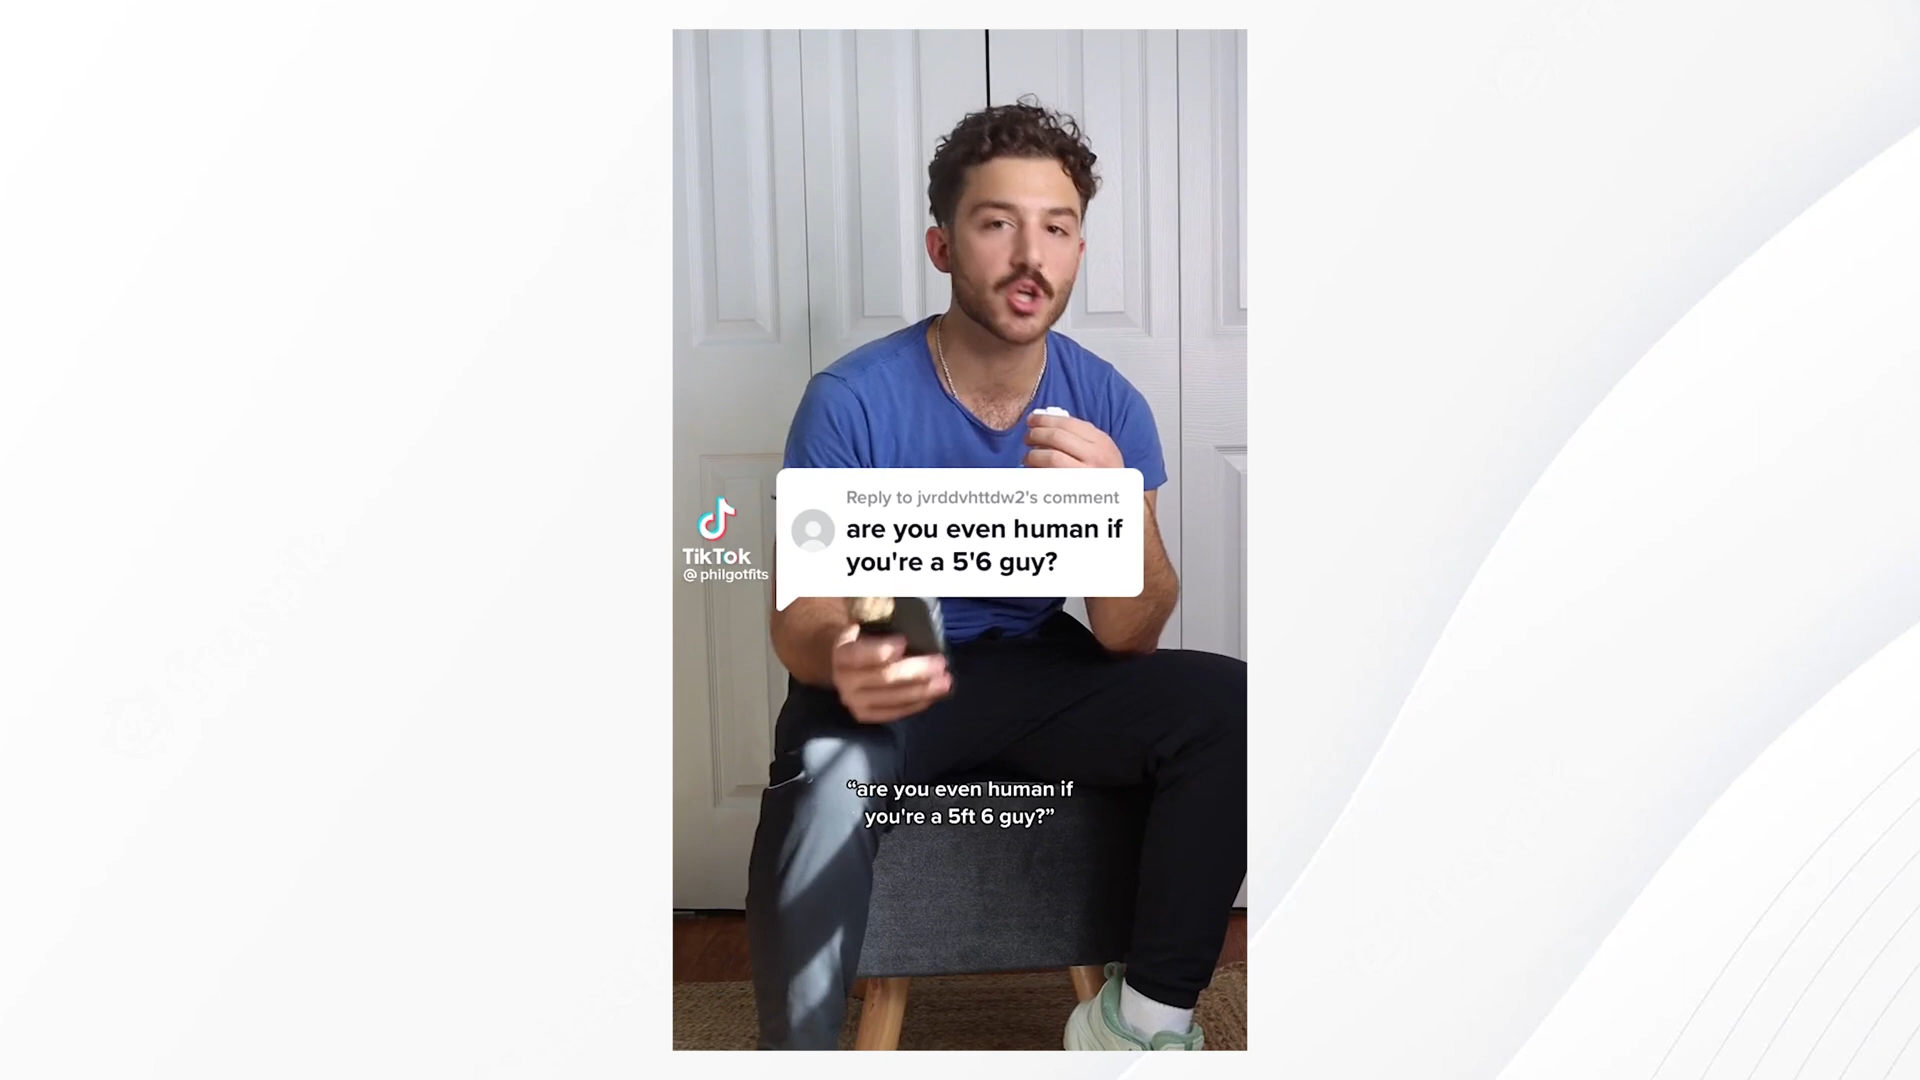 Reply to jvrddvhttdw2's comment
are you even human if
you're a 5'6 guy?
TikTok
@ philgotfits
“are you even human if
you're a 5ft 6 guy?”